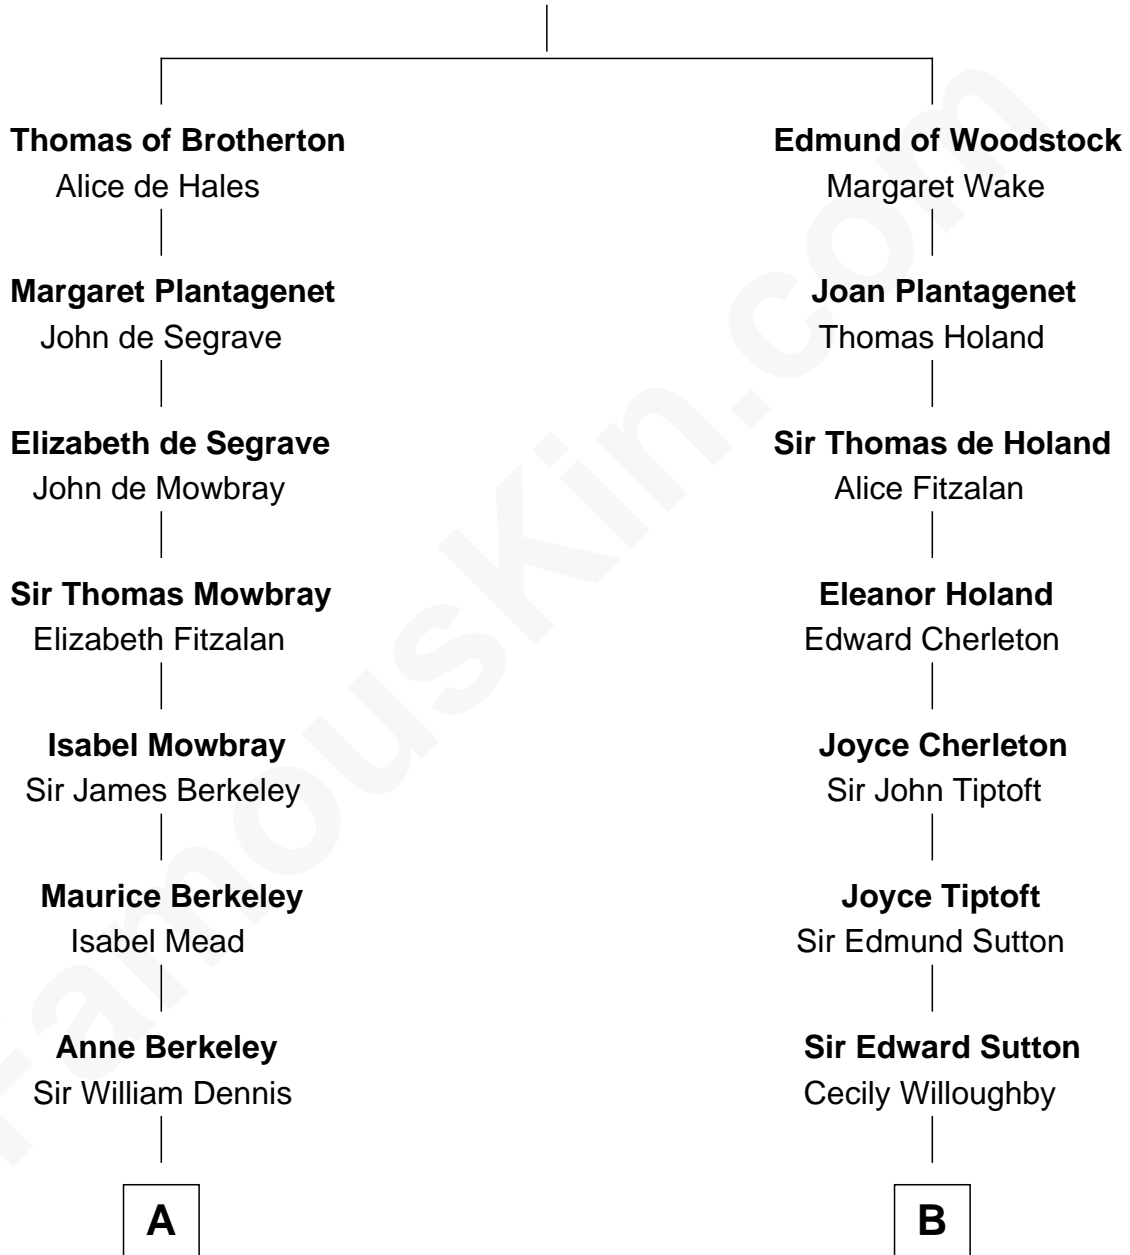 Thomas of Brotherton
Alice de Hales
Margaret Plantagenet
John de Segrave
Elizabeth de Segrave
John de Mowbray
Sir Thomas Mowbray
Elizabeth Fitzalan
Isabel Mowbray
Sir James Berkeley
Maurice Berkeley
Isabel Mead
Anne Berkeley
Sir William Dennis
A
Edmund of Woodstock
Margaret Wake
Joan Plantagenet
Thomas Holand
Sir Thomas de Holand
Alice Fitzalan
Eleanor Holand
Edward Cherleton
Joyce Cherleton
Sir John Tiptoft
Joyce Tiptoft
Sir Edmund Sutton
Sir Edward Sutton
Cecily Willoughby
B
FamousKin.com